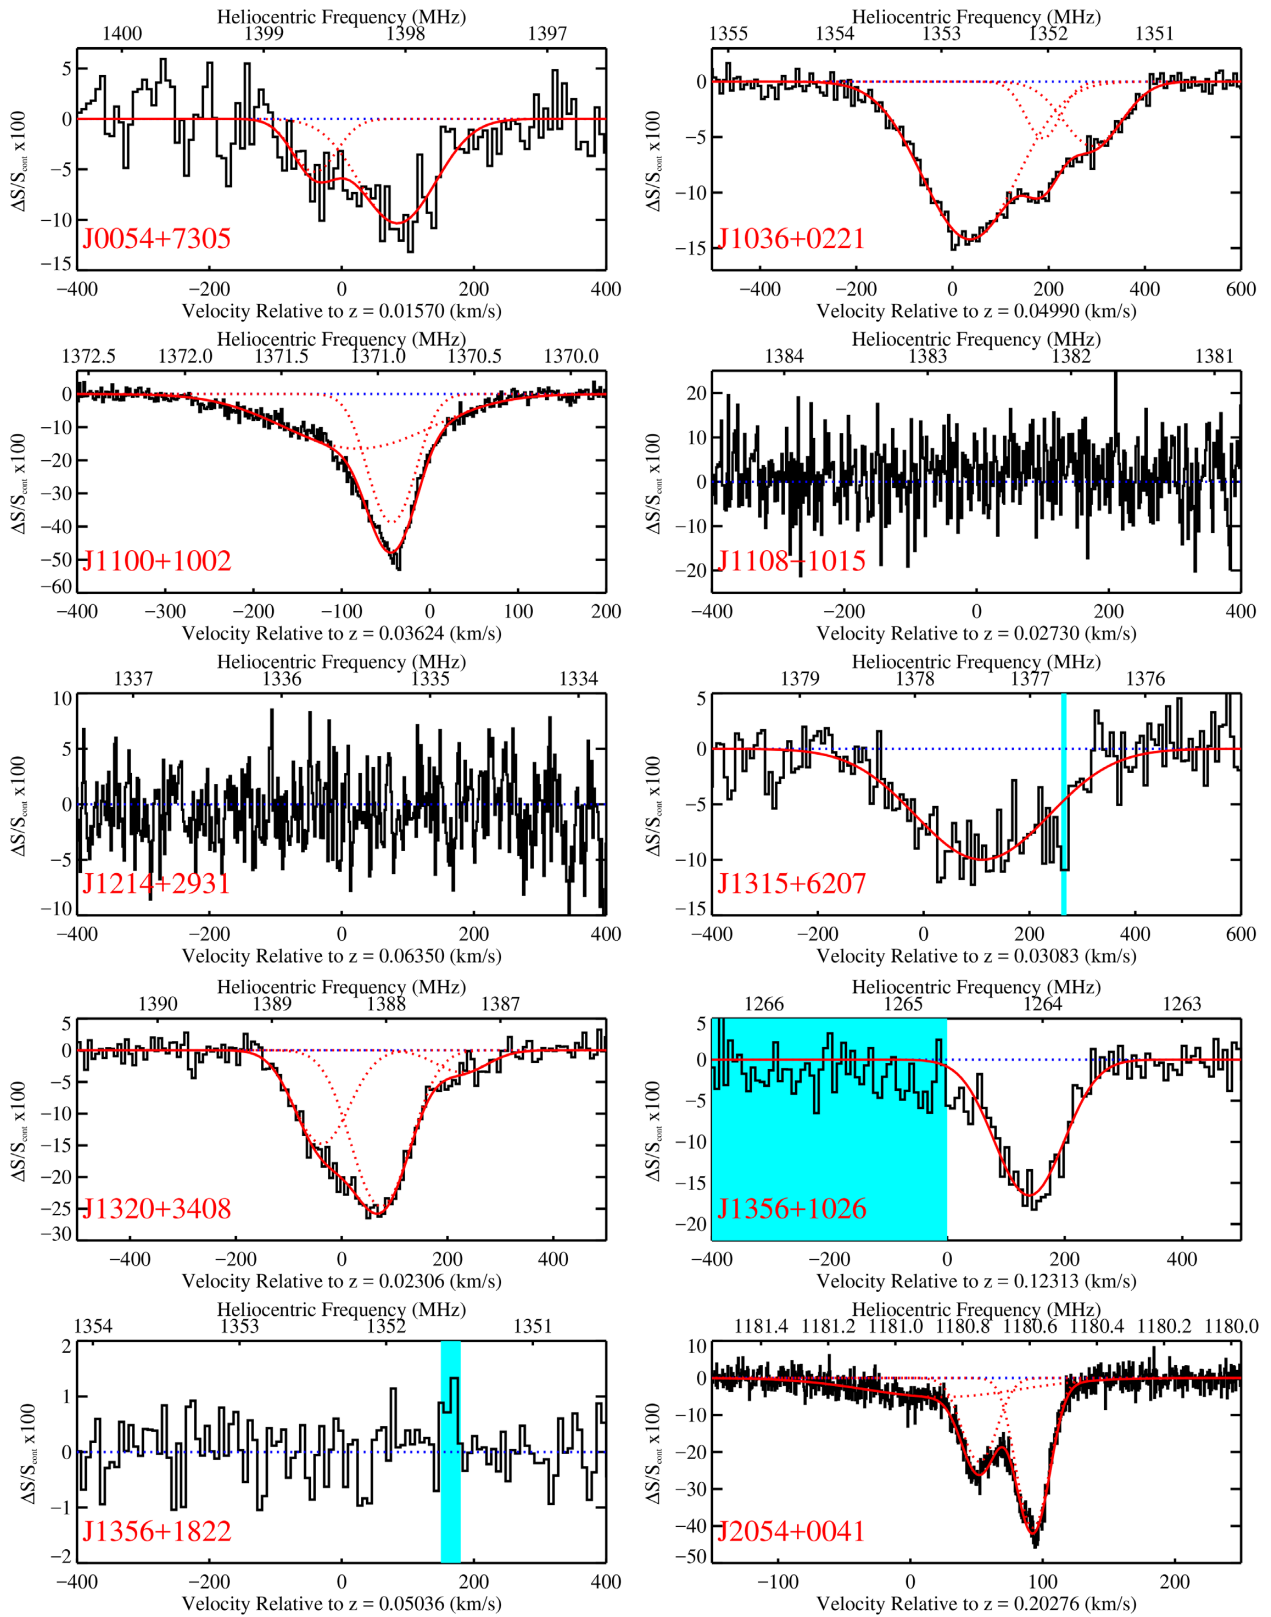 Heliocentric Frequency (MHz)
1400 1399 1398 1397
ΔS/Scont x100
5
0
−5
−10
−15
J0054+7305
−400 −200 0 200 400
Velocity Relative to z = 0.01570 (km/s)
Heliocentric Frequency (MHz)
1355 1354 1353 1352 1351
ΔS/Scont x100
0
−5
−10
−15
J1036+0221
−400 −200 0 200 400 600
Velocity Relative to z = 0.04990 (km/s)
Heliocentric Frequency (MHz)
1372.5 1372.0 1371.5 1371.0 1370.5 1370.0
ΔS/Scont x100
0
−10
−20
−30
−40
−50
−60
J1100+1002
−400 −300 −200 −100 0 100 200
Velocity Relative to z = 0.03624 (km/s)
Heliocentric Frequency (MHz)
1384 1383 1382 1381
ΔS/Scont x100
20
10
0
−10
−20
J1108+1015
−400 −200 0 200 400
Velocity Relative to z = 0.02730 (km/s)
Heliocentric Frequency (MHz)
1337 1336 1335 1334
ΔS/Scont x100
10
5
0
−5
−10
J1214+2931
−400 −200 0 200 400
Velocity Relative to z = 0.06350 (km/s)
Heliocentric Frequency (MHz)
1379 1378 1377 1376
ΔS/Scont x100
5
0
−5
−10
−15
J1315+6207
−400 −200 0 200 400 600
Velocity Relative to z = 0.03083 (km/s)
Heliocentric Frequency (MHz)
1390 1389 1388 1387
ΔS/Scont x100
5
0
−5
−10
−15
−20
−25
−30
J1320+3408
−400 −200 0 200 400
Velocity Relative to z = 0.02306 (km/s)
Heliocentric Frequency (MHz)
1266 1265 1264 1263
ΔS/Scont x100
5
0
−5
−10
−15
−20
J1356+1026
−400 −200 0 200 400
Velocity Relative to z = 0.12313 (km/s)
Heliocentric Frequency (MHz)
1354 1353 1352 1351
ΔS/Scont x100
2
1
0
−1
−2
J1356+1822
−400 −200 0 200 400
Velocity Relative to z = 0.05036 (km/s)
Heliocentric Frequency (MHz)
1181.4 1181.2 1181.0 1180.8 1180.6 1180.4 1180.2 1180.0
ΔS/Scont x100
10
0
−10
−20
−30
−40
−50
J2054+0041
−100 0 100 200
Velocity Relative to z = 0.20276 (km/s)